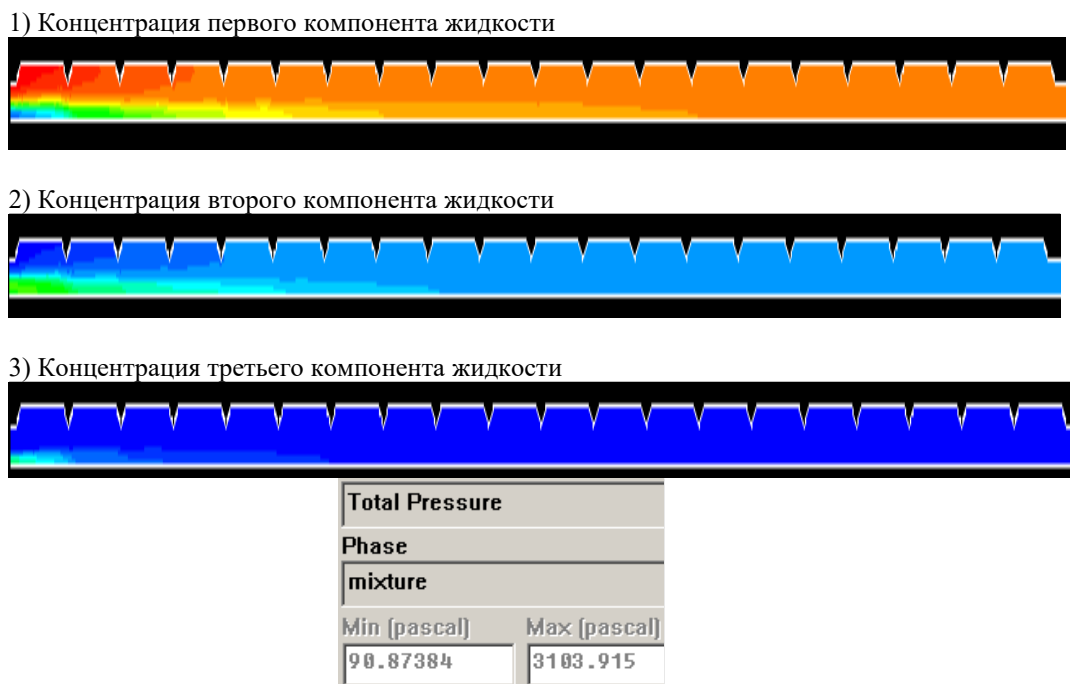 1) Концентрация первого компонента жидкости
2) Концентрация второго компонента жидкости
3) Концентрация третьего компонента жидкости
Total Pressure
Phase
mixture
Min (pascal) Max (pascal)
90.87384 3103.915